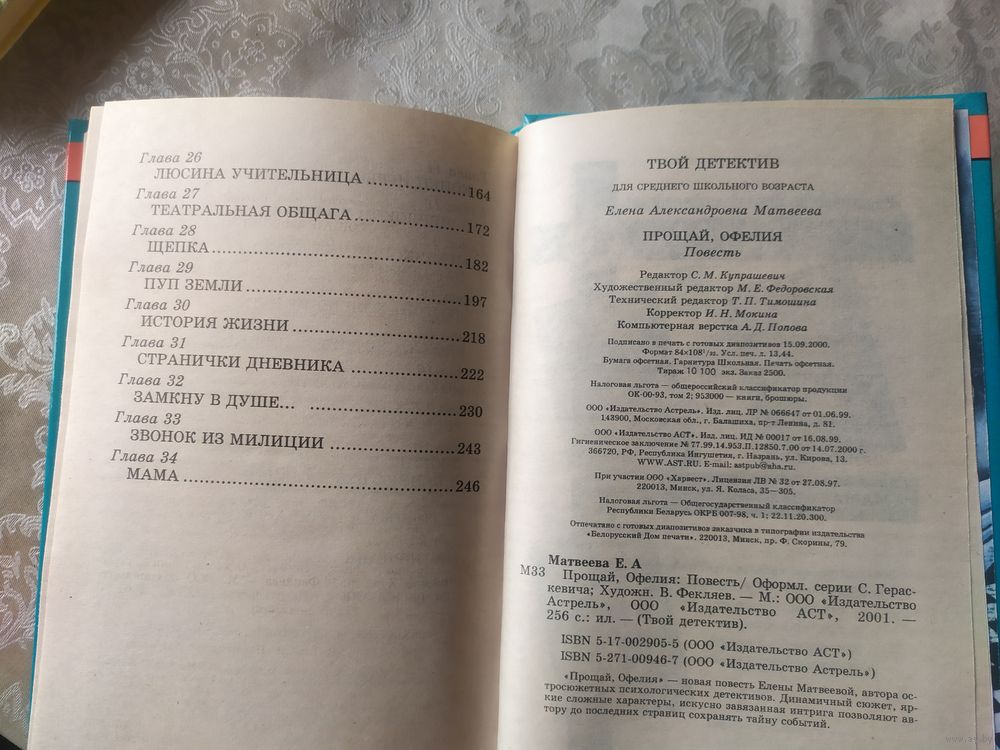 Глава 26
ЛЮСИНА УЧИТЕЛЬНИЦА ................ 164
Глава 27
ТЕАТРАЛЬНАЯ ОБЩАГА ................ 172
Глава 28
ЩЕПКА ................ 182
Глава 29
ПУП ЗЕМЛИ ................ 197
Глава 30
ИСТОРИЯ ЖИЗНИ ................ 218
Глава 31
СТРАНИЧКИ ДНЕВНИКА ................ 222
Глава 32
ЗАМКНУ В ДУШЕ... ................ 230
Глава 33
ЗВОНОК ИЗ МИЛИЦИИ ................ 243
Глава 34
МАМА ................ 246
ТВОЙ ДЕТЕКТИВ
ДЛЯ СРЕДНЕГО ШКОЛЬНОГО ВОЗРАСТА
Елена Александровна Матвеева
ПРОЩАЙ, ОФЕЛИЯ
Повесть
Редактор С. М. Купрашевич
Художественный редактор М. Е. Федоровская
Технический редактор Т. П. Тимошина
Корректор И. Н. Мокина
Компьютерная верстка А. Д. Попова
Подписано в печать с готовых диапозитивов 15.09.2000.
Формат 84×108¹/₃₂. Усл. печ. л. 13,44.
Бумага офсетная. Гарнитура Школьная. Печать офсетная.
Тираж 10 100 экз. Заказ 2500.
Налоговая льгота — общероссийский классификатор продукции
ОК-00-93, том 2; 953000 — книги, брошюры.
ООО «Издательство Астрель». Изд. лиц. ЛР № 066647 от 01.06.99.
143900, Московская обл., г. Балашиха, пр-т Ленина, д. 81.
ООО «Издательство АСТ». Изд. лиц. ИД № 00017 от 16.08.99.
Гигиеническое заключение № 77.99.14.953.П.12850.7.00 от 14.07.2000 г.
366720, РФ, Республика Ингушетия, г. Назрань, ул. Кирова, 13.
WWW.AST.RU. E-mail: astpub@aha.ru.
При участии ООО «Харвест». Лицензия ЛВ № 32 от 27.08.97.
220013, Минск, ул. Я. Коласа, 35—305.
Налоговая льгота — Общегосударственный классификатор
Республики Беларусь ОКРБ 007-98, ч. 1; 22.11.20.300.
Отпечатано с готовых диапозитивов заказчика в типографии издательства
«Белорусский Дом печати». 220013, Минск, пр. Ф. Скорины, 79.
Матвеева Е. А
М33 Прощай, Офелия: Повесть/ Оформл. серии С. Герас-
кевича; Художн. В. Фекляев. — М.: ООО «Издательство
Астрель», ООО «Издательство АСТ», 2001. —
256 с.: ил. — (Твой детектив).
ISBN 5-17-002905-5 (ООО «Издательство АСТ»)
ISBN 5-271-00946-7 (ООО «Издательство Астрель»)
«Прощай, Офелия» — новая повесть Елены Матвеевой, автора ос-
тросюжетных психологических детективов. Динамичный сюжет, яр-
кие сложные характеры, искусно завязанная интрига позволяют ав-
тору до последних страниц сохранять тайну событий.